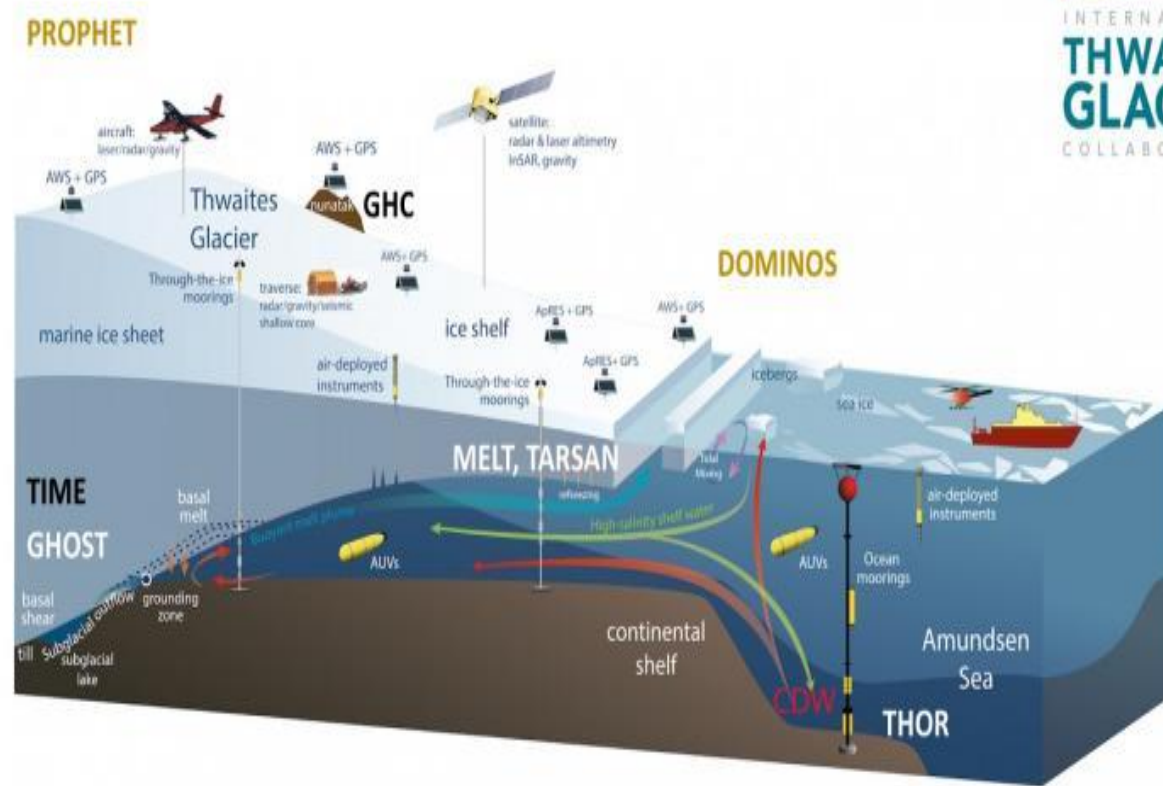 PROPHET
INTERNA
THWA
GLAC
COLLABO
aircraft:
laser/radar/gravity
satellite:
radar & laser altimetry
InSAR, gravity
AWS + GPS
AWS + GPS
nunatak
GHC
Thwaites
Glacier
DOMINOS
AWS+ GPS
Through-the-ice
moorings
traverse:
radar/gravity/seismic
shallow core
ApRES + GPS
AWS+ GPS
marine ice sheet
ice shelf
air-deployed
instruments
Through-the-ice
moorings
ApRES+ GPS
icebergs
sea ice
MELT, TARSAN
Tidal
Mixing
refreezing
TIME
GHOST
basal
melt
Buoyant melt plume
High-salinity shelf water
air-deployed
instruments
AUVs
AUVs
Ocean
moorings
basal
shear
till
Subglacial outflow
grounding
zone
subglacial
lake
continental
shelf
Amundsen
Sea
CDW
THOR